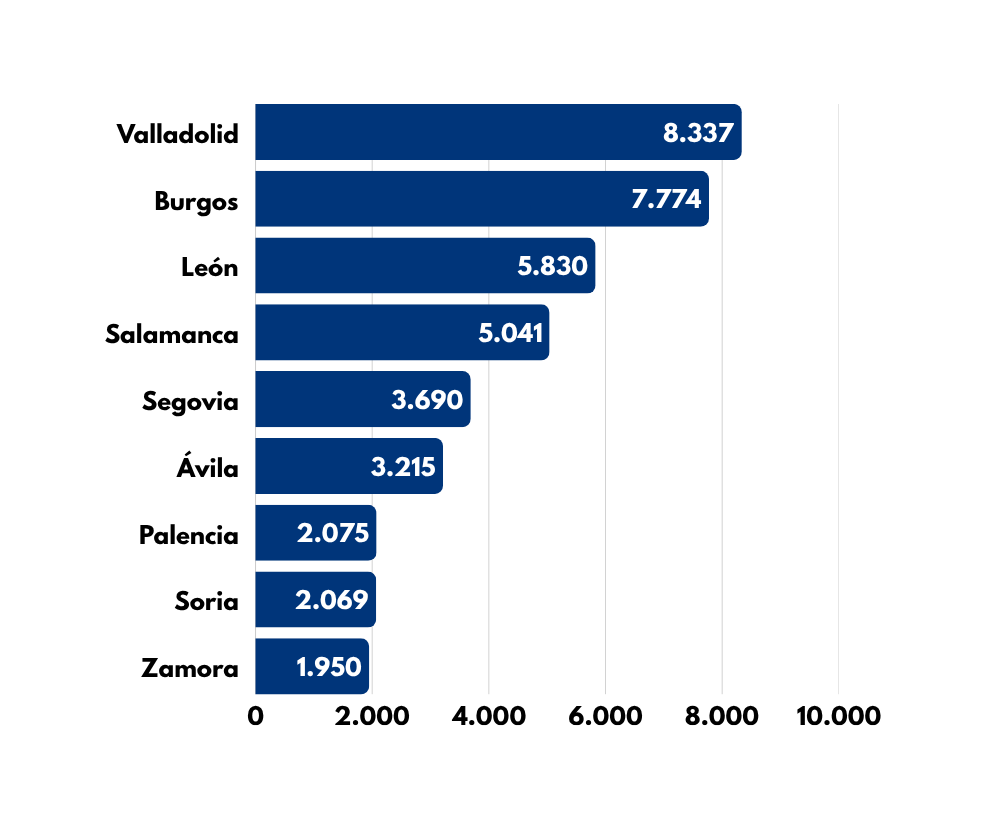 Valladolid 8.337
Burgos 7.774
León 5.830
Salamanca 5.041
Segovia 3.690
Ávila 3.215
Palencia 2.075
Soria 2.069
Zamora 1.950
0 2.000 4.000 6.000 8.000 10.000